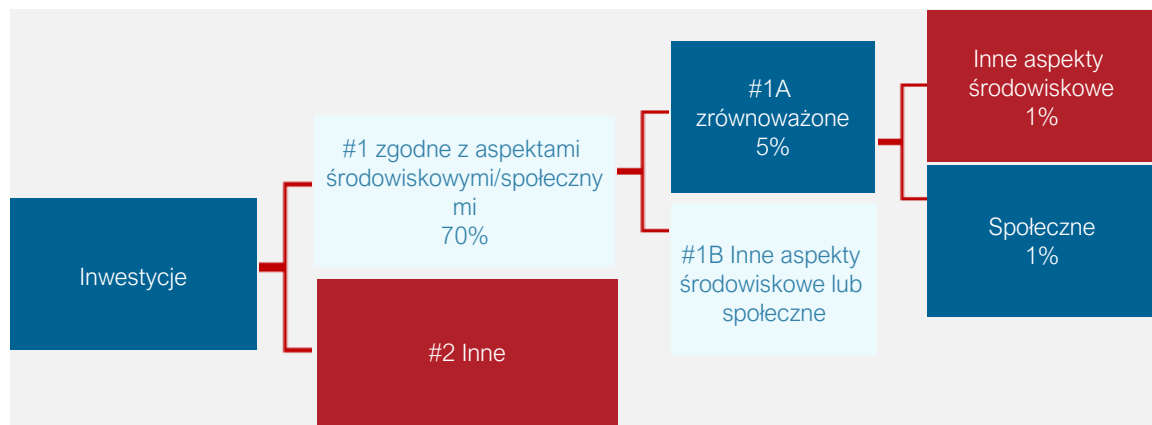 Inwestycje
#1 zgodne z aspektami
środowiskowymi/społeczny
mi
70%
#2 Inne
#1A
zrównoważone
5%
#1B Inne aspekty
środowiskowe lub
społeczne
Inne aspekty
środowiskowe
1%
Społeczne
1%